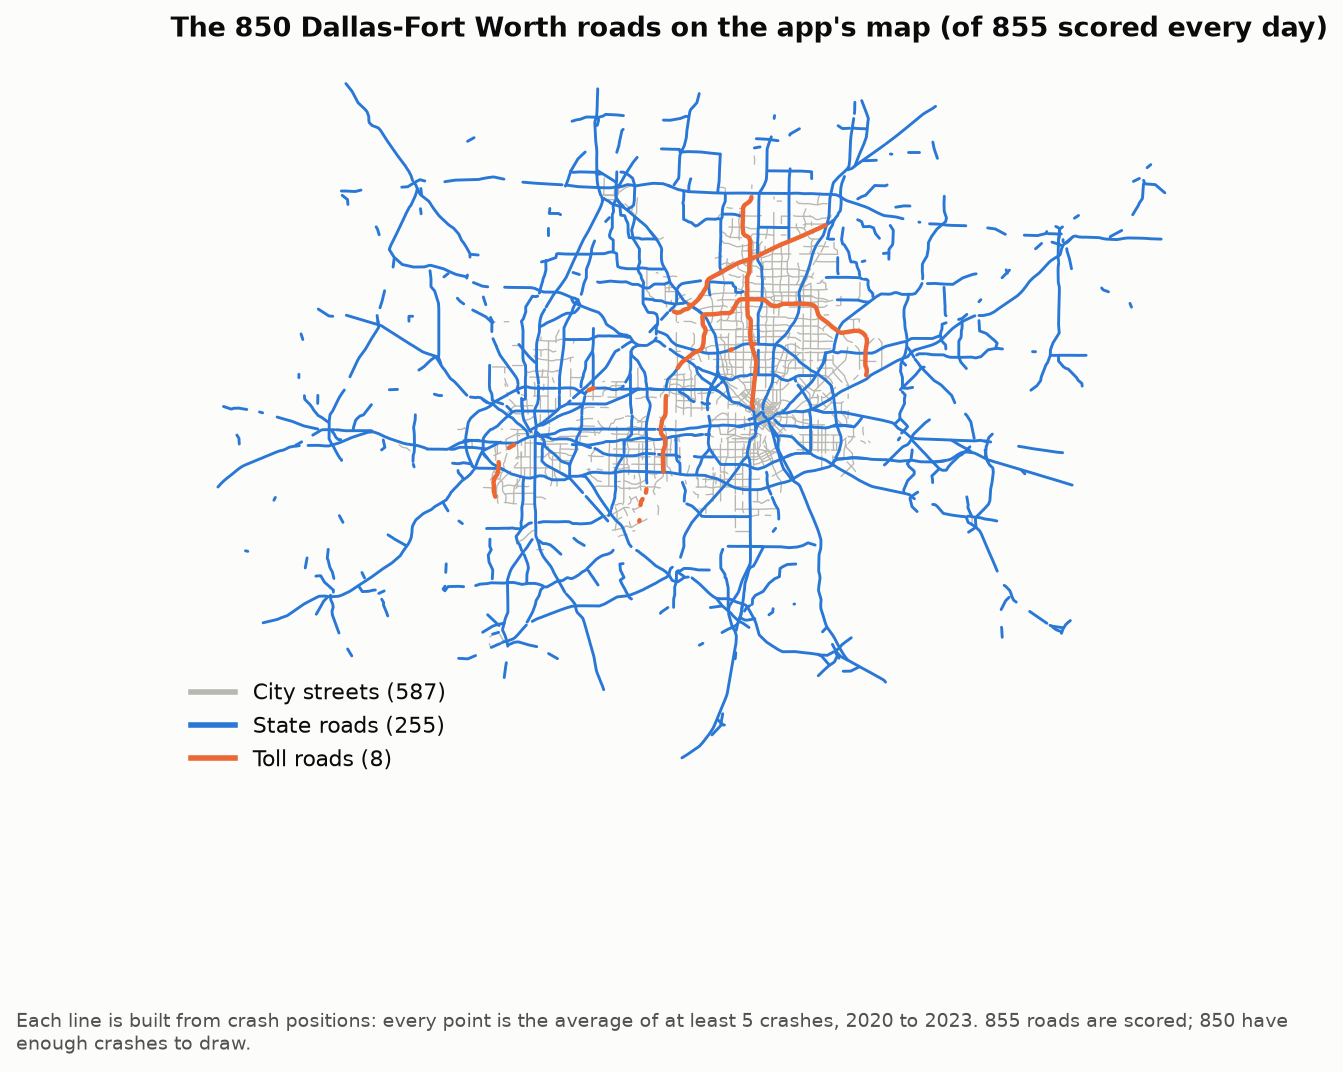 The 850 Dallas-Fort Worth roads on the app's map (of 855 scored every day)
City streets (587)
State roads (255)
Toll roads (8)
Each line is built from crash positions: every point is the average of at least 5 crashes, 2020 to 2023. 855 roads are scored; 850 have
enough crashes to draw.